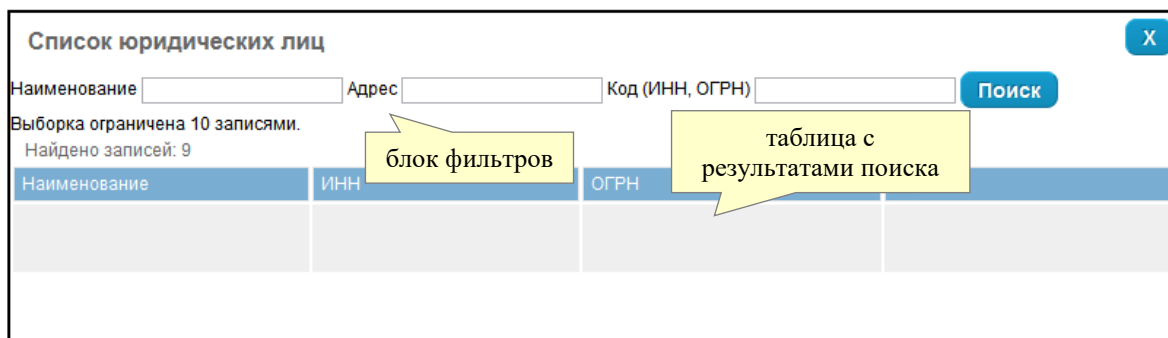 Список юридических лиц X
Наименование Адрес Код (ИНН, ОГРН) Поиск
Выборка ограничена 10 записями.
Найдено записей: 9
блок фильтров
таблица с
результатами поиска
Наименование ИНН ОГРН